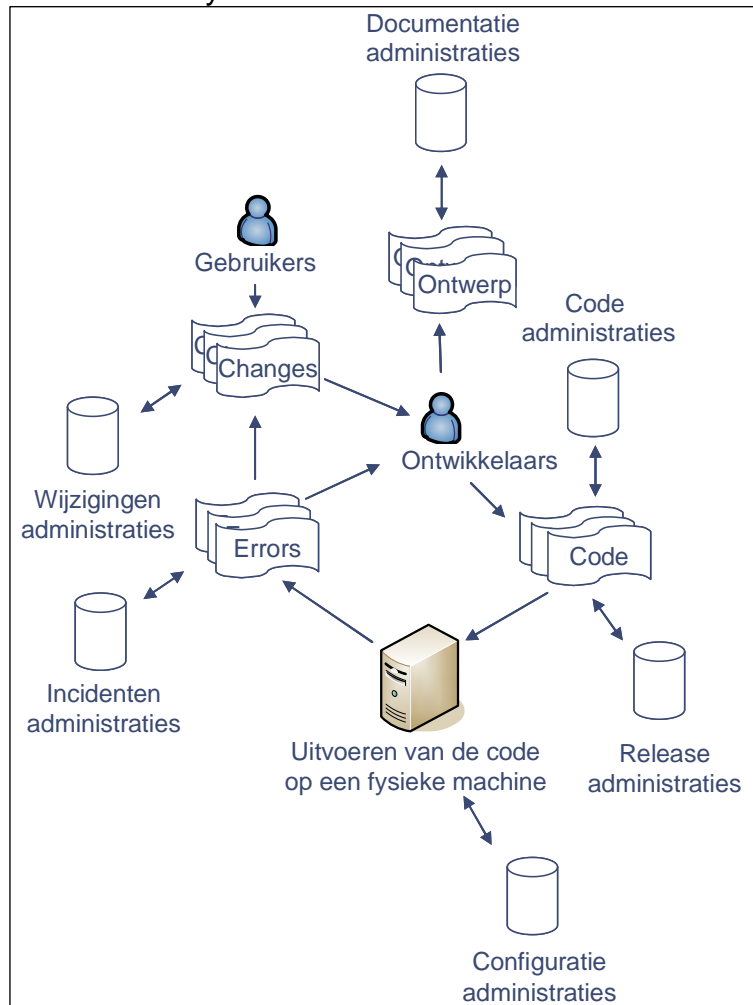 Documentatie
administraties
Gebruikers
Ontwerp
Code
administraties
Changes
Ontwikkelaars
Wijzigingen
administraties
Errors
Code
Incidenten
administraties
Uitvoeren van de code
op een fysieke machine
Release
administraties
Configuratie
administraties